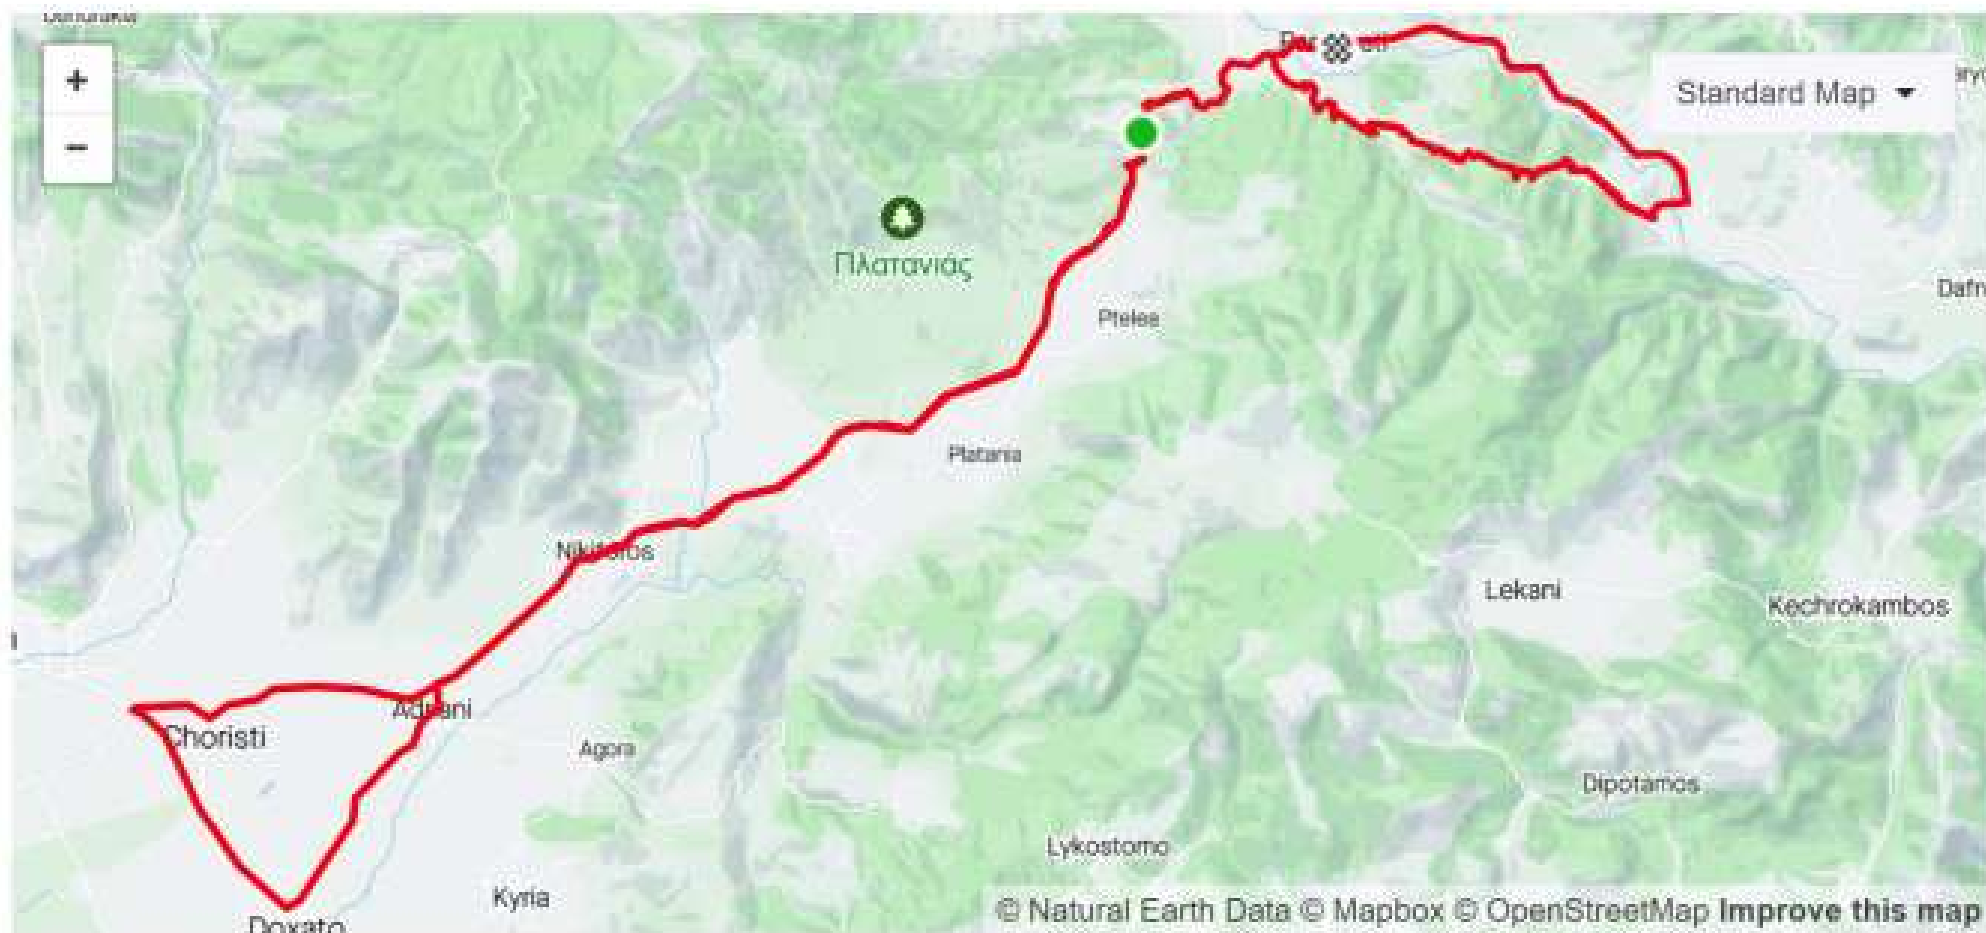 +
Standard Map
−
Πλατανιάς
Ptelea
Platania
Nikiforos
Lekani
Kechrokambos
Adriani
Choristi
Agora
Dipotamos
Lykostomo
Kyria
© Natural Earth Data © Mapbox © OpenStreetMap Improve this map
Doxato